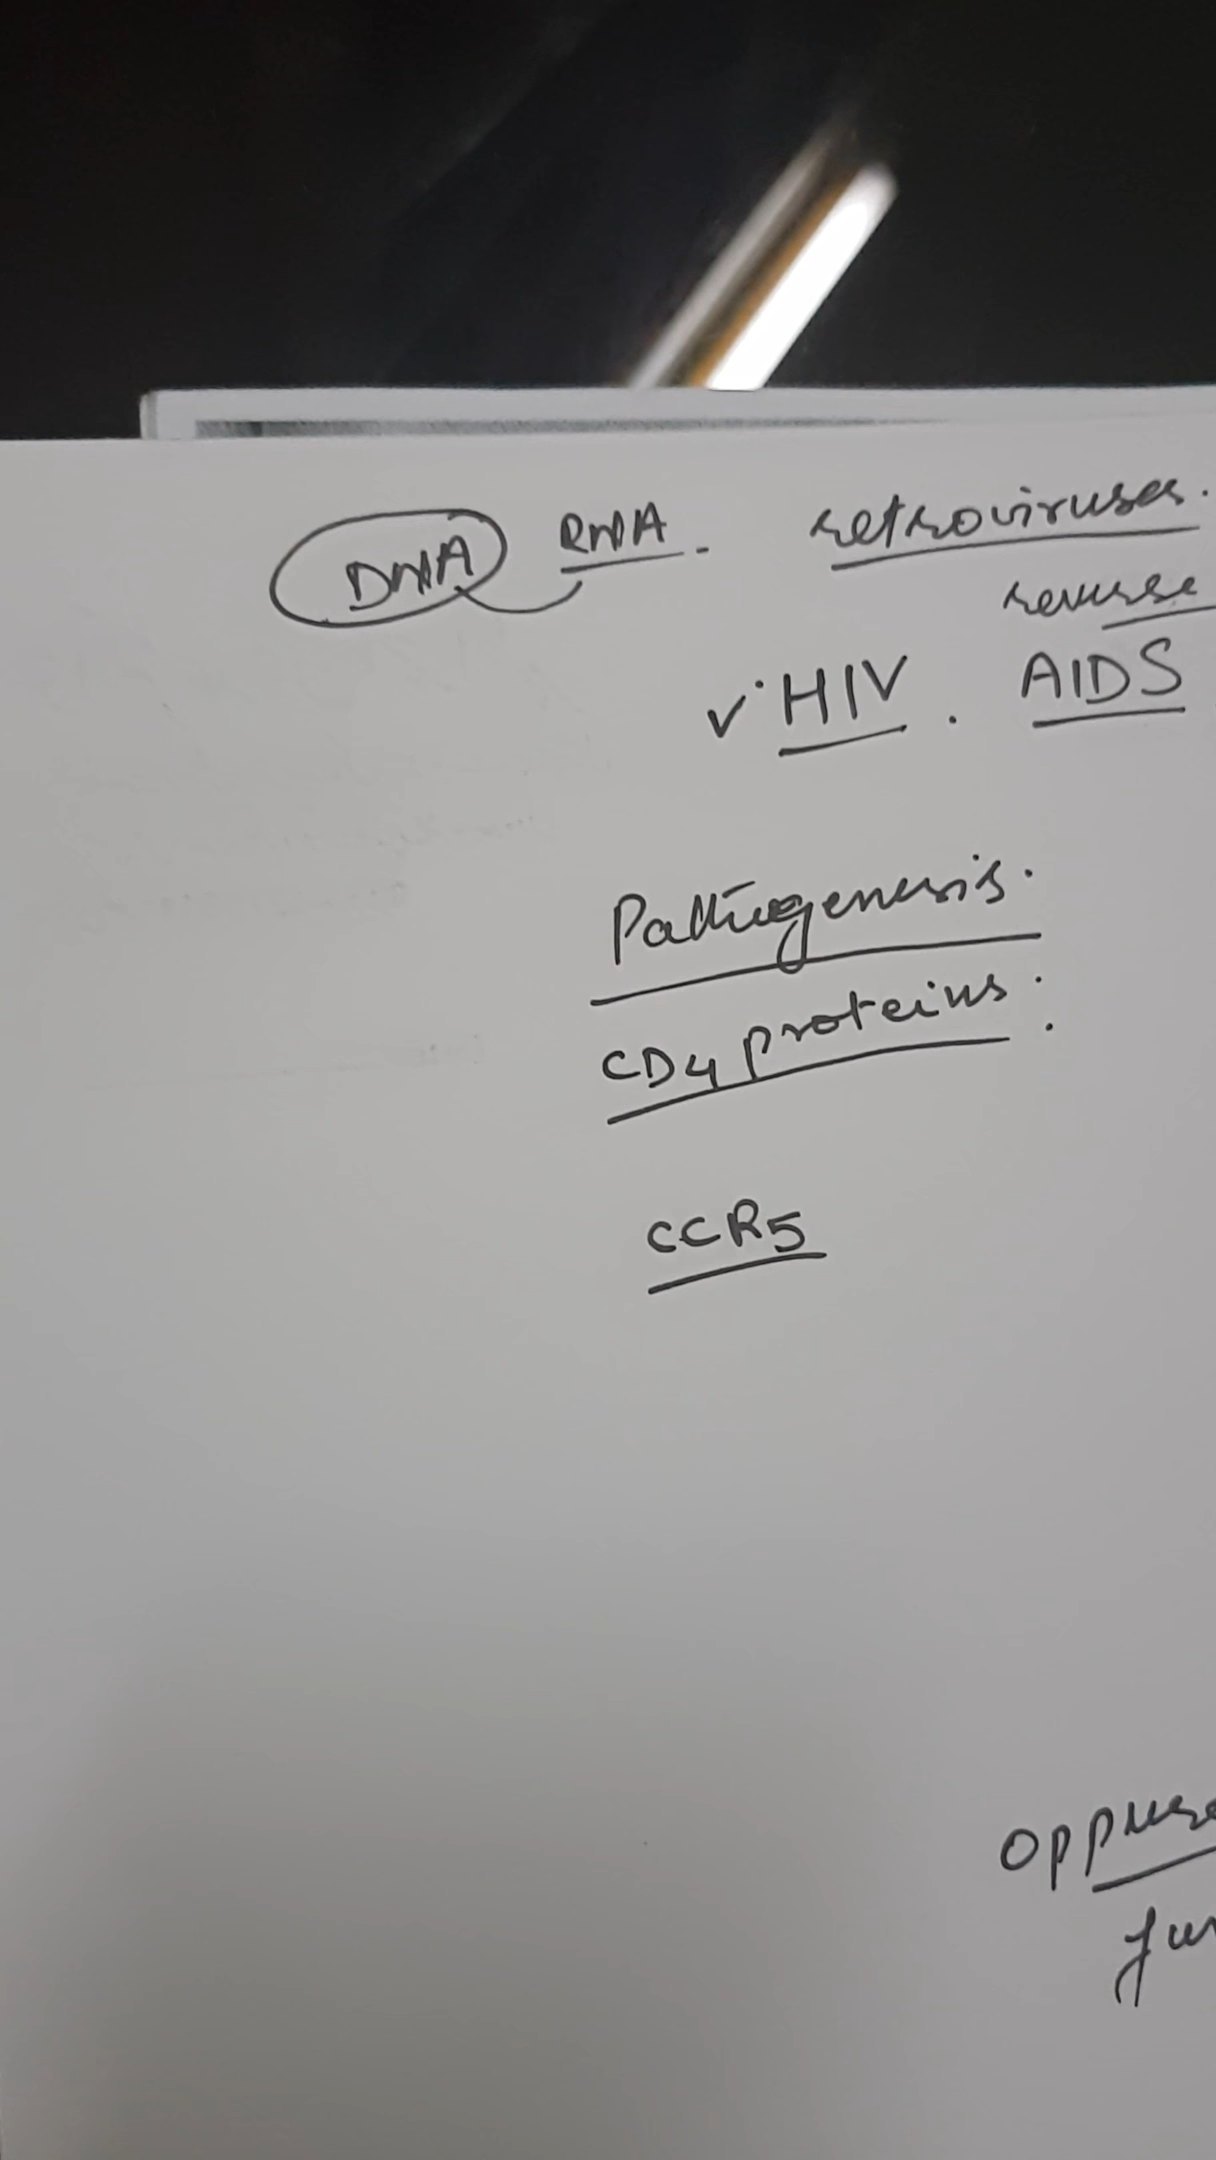 DNA RNA. retroviruses.
reverse
✓ HIV. AIDS
Pathogenesis.
CD4 proteins.
CCR5